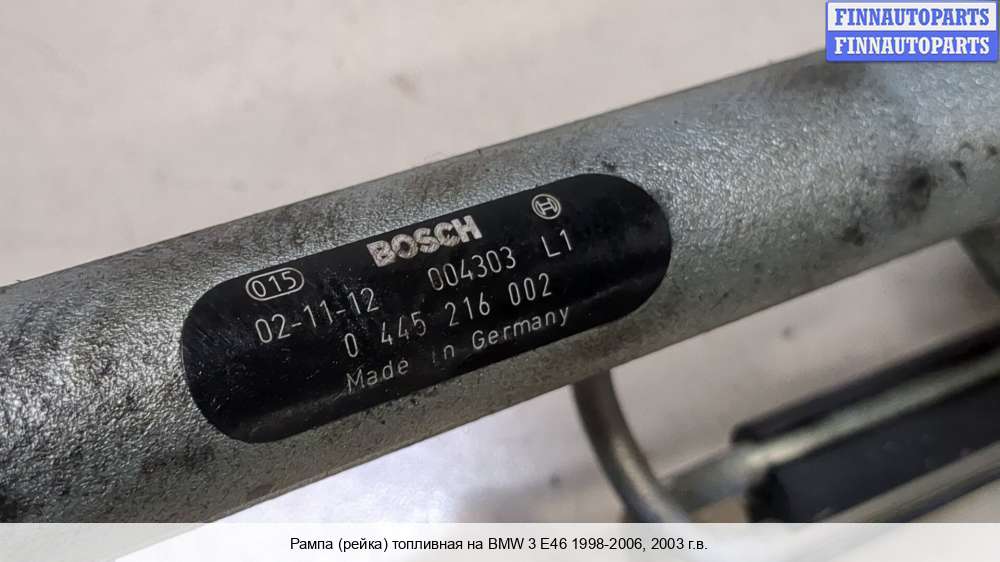 FINNAUTOPARTS
FINNAUTOPARTS
BOSCH
015
02-11-12 004303 L1
0 445 216 002
Made in Germany
Рампа (рейка) топливная на BMW 3 E46 1998-2006, 2003 г.в.